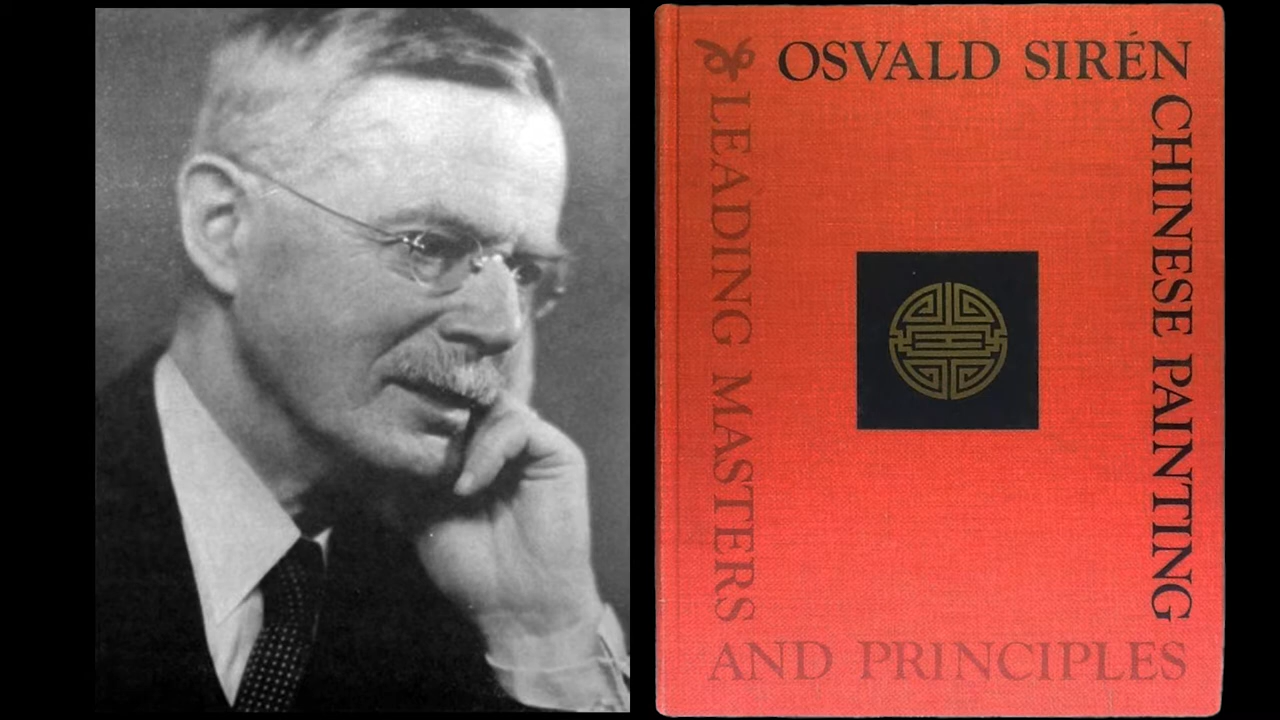 OSVALD SIRÉN
CHINESE PAINTING
LEADING MASTERS
AND PRINCIPLES